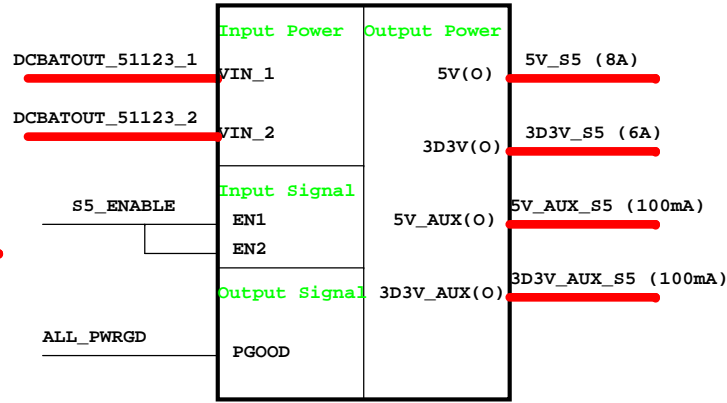 Input Power Output Power
DCBATOUT_51123_1
VIN_1
5V(O)
5V_S5 (8A)
DCBATOUT_51123_2
VIN_2
3D3V(O)
3D3V_S5 (6A)
Input Signal
S5_ENABLE
EN1
5V_AUX(O)
5V_AUX_S5 (100mA)
EN2
Output Signal
3D3V_AUX(O)
3D3V_AUX_S5 (100mA)
ALL_PWRGD
PGOOD